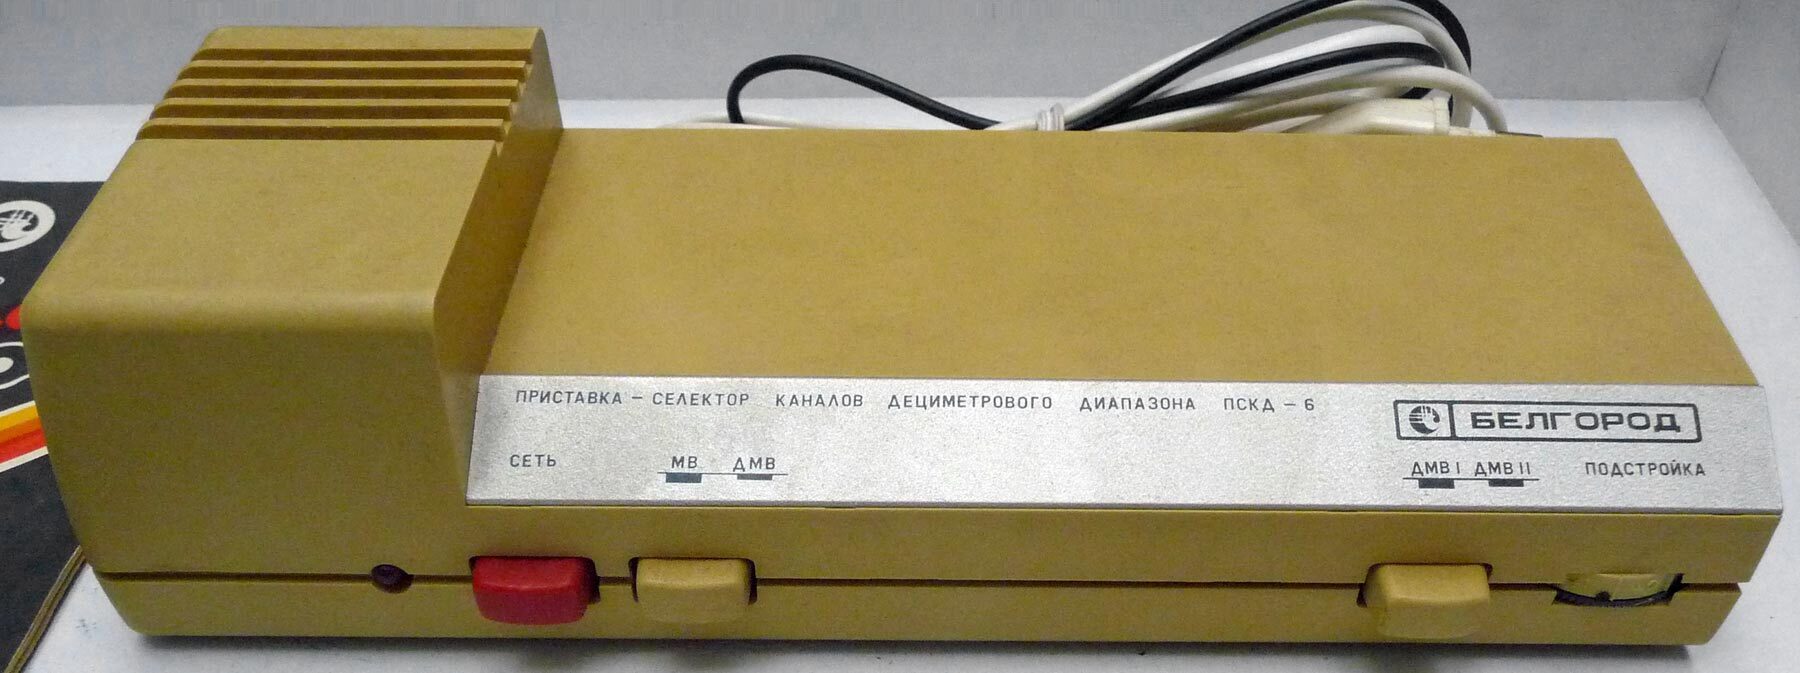 ПРИСТАВКА – СЕЛЕКТОР КАНАЛОВ ДЕЦИМЕТРОВОГО ДИАПАЗОНА ПСКД – 6
БЕЛГОРОД
СЕТЬ МВ ДМВ ДМВ I ДМВ II ПОДСТРОЙКА